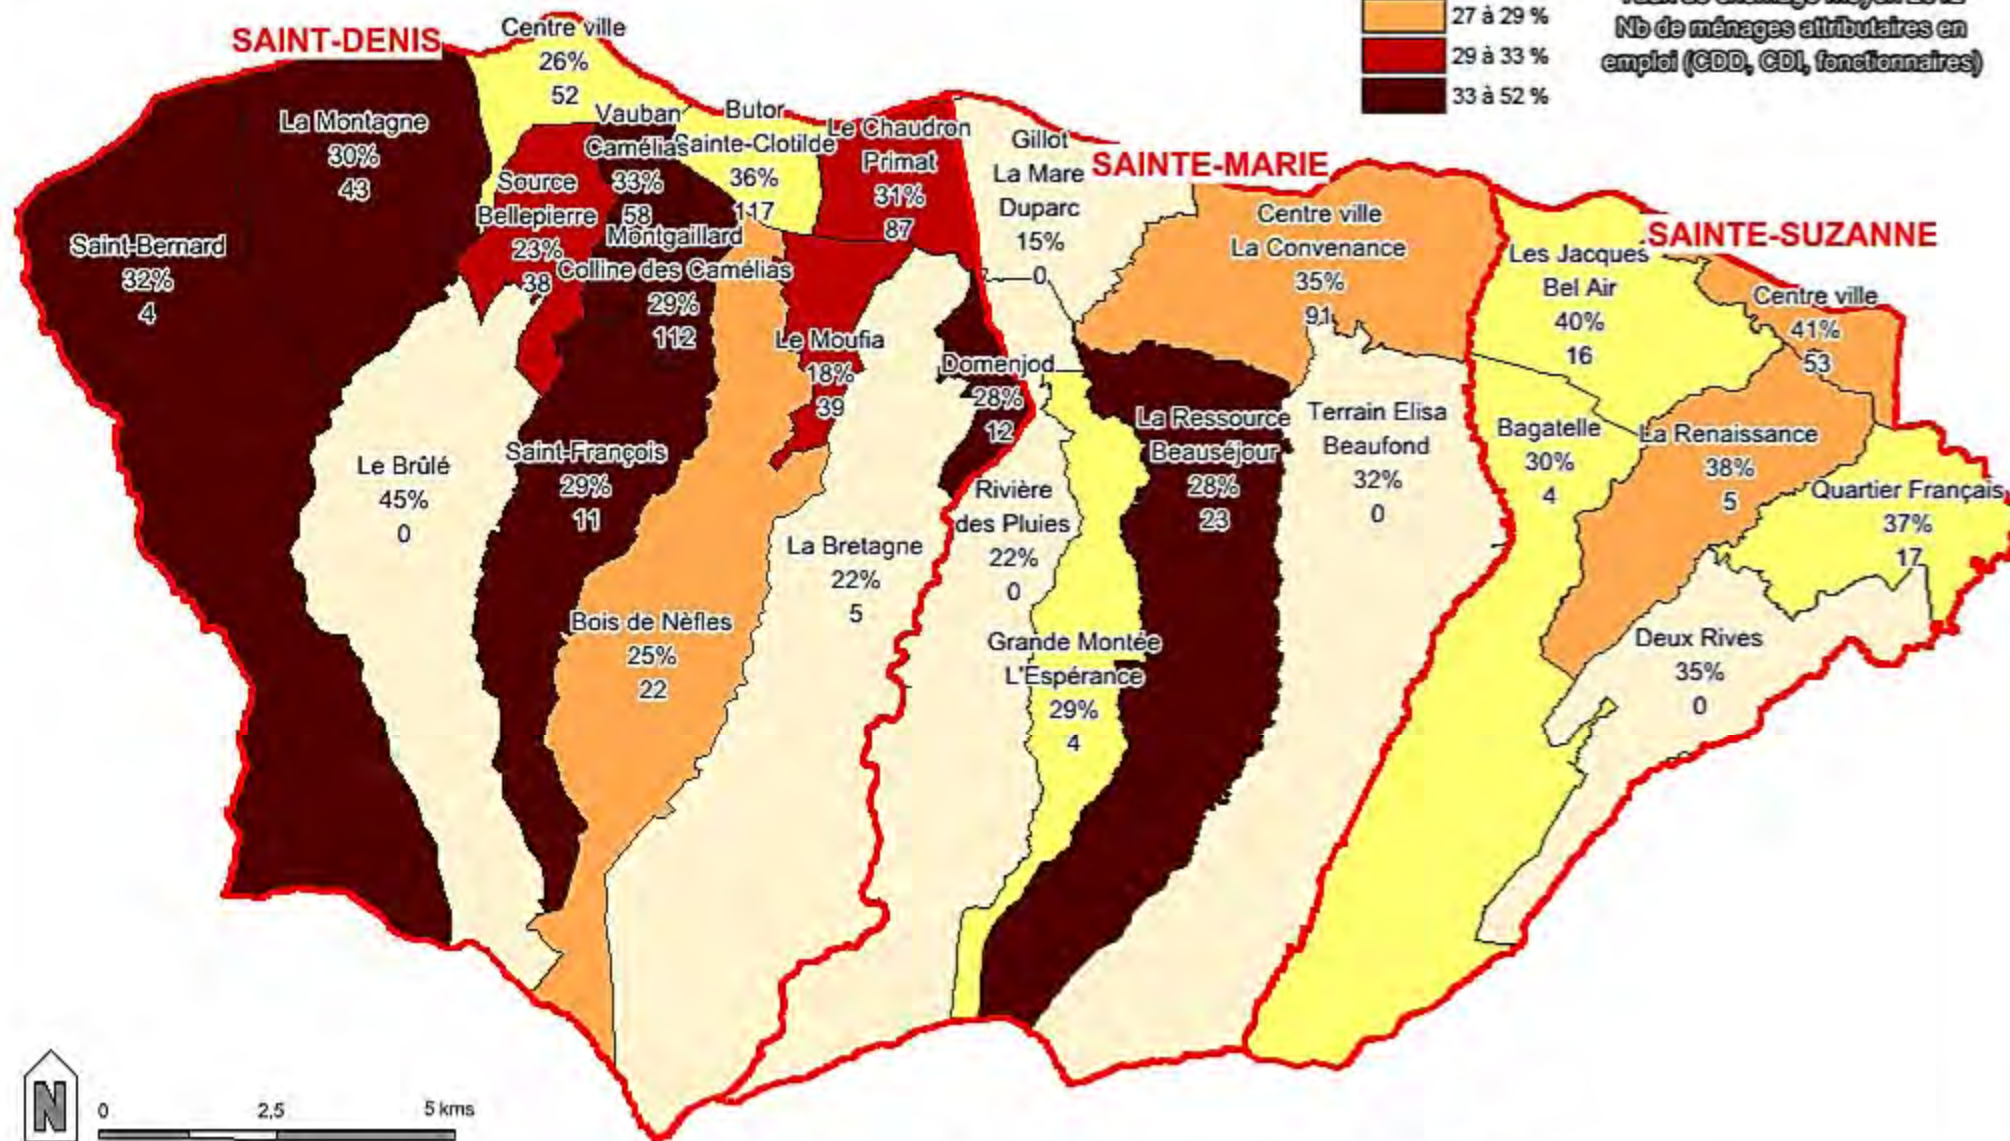 27 à 29 %
Nb de ménages attributaires en
29 à 33 %
emploi (CDD, CDI, fonctionnaires)
33 à 52 %
SAINT-DENIS
Centre ville
26%
52
La Montagne
30%
43
Saint-Bernard
32%
4
Vauban
Camélias
33%
58
Butor
Sainte-Clotilde
36%
117
Le Chaudron
Primat
31%
87
Source
Bellepierre
23%
38
Montgaillard
Colline des Camélias
29%
112
Le Moufia
18%
39
Domenjod
28%
12
Le Brûlé
45%
0
Saint-François
29%
11
Bois de Nèfles
25%
22
La Bretagne
22%
5
SAINTE-MARIE
Gillot
La Mare
Duparc
15%
0
Centre ville
La Convenance
35%
91
Rivière
des Pluies
22%
0
Grande Montée
L'Espérance
29%
4
La Ressource
Beauséjour
28%
23
Terrain Elisa
Beaufond
32%
0
SAINTE-SUZANNE
Les Jacques
Bel Air
40%
16
Centre ville
41%
53
Bagatelle
30%
4
La Renaissance
38%
5
Quartier Français
37%
17
Deux Rives
35%
0
N
0 2,5 5 kms